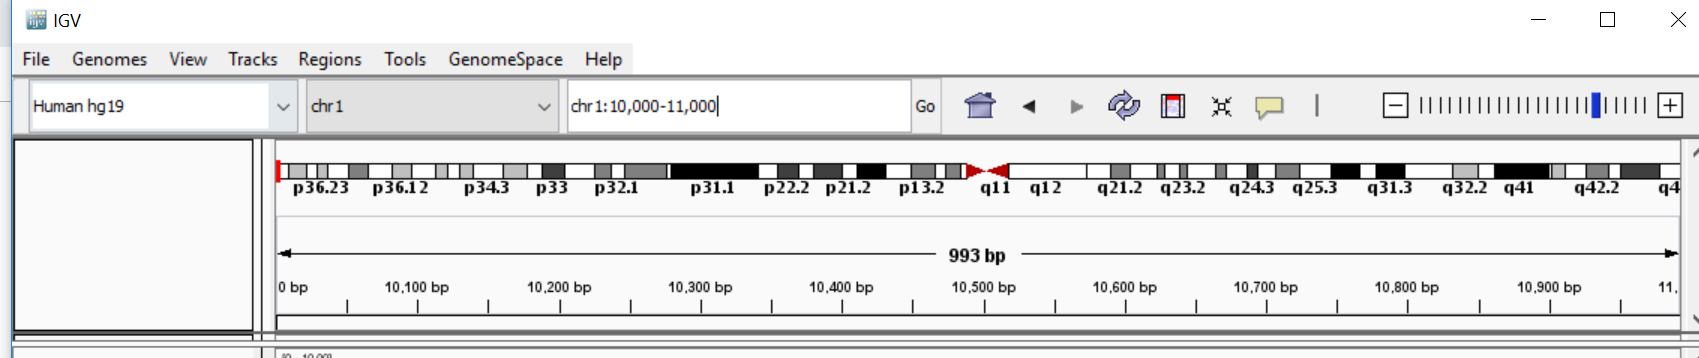 IGV
File Genomes View Tracks Regions Tools GenomeSpace Help
Human hg19 chr1 chr1:10,000-11,000 Go
p36.23 p36.12 p34.3 p33 p32.1 p31.1 p22.2 p21.2 p13.2 q11 q12 q21.2 q23.2 q24.3 q25.3 q31.3 q32.2 q41 q42.2 q4
993 bp
0 bp 10,100 bp 10,200 bp 10,300 bp 10,400 bp 10,500 bp 10,600 bp 10,700 bp 10,800 bp 10,900 bp 11,
[0 - 10.00]